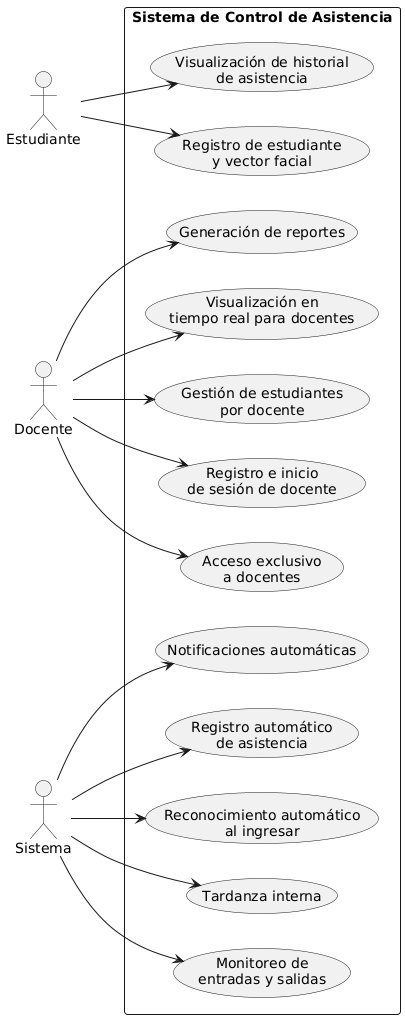 Sistema de Control de Asistencia
Visualización de historial
de asistencia
Estudiante
Registro de estudiante
y vector facial
Generación de reportes
Visualización en
tiempo real para docentes
Gestión de estudiantes
por docente
Docente
Registro e inicio
de sesión de docente
Acceso exclusivo
a docentes
Notificaciones automáticas
Registro automático
de asistencia
Reconocimiento automático
al ingresar
Sistema
Tardanza interna
Monitoreo de
entradas y salidas